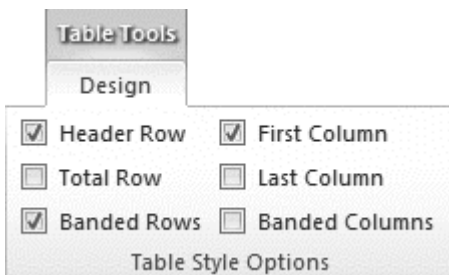 Table Tools
Design
Header Row First Column
Total Row Last Column
Banded Rows Banded Columns
Table Style Options